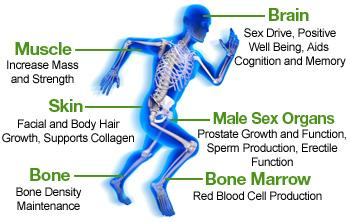 Brain
Sex Drive, Positive
Well Being, Aids
Cognition and Memory
Muscle
Increase Mass
and Strength
Skin
Facial and Body Hair
Growth, Supports Collagen
Male Sex Organs
Prostate Growth and Function,
Sperm Production, Erectile
Function
Bone
Bone Density
Maintenance
Bone Marrow
Red Blood Cell Production